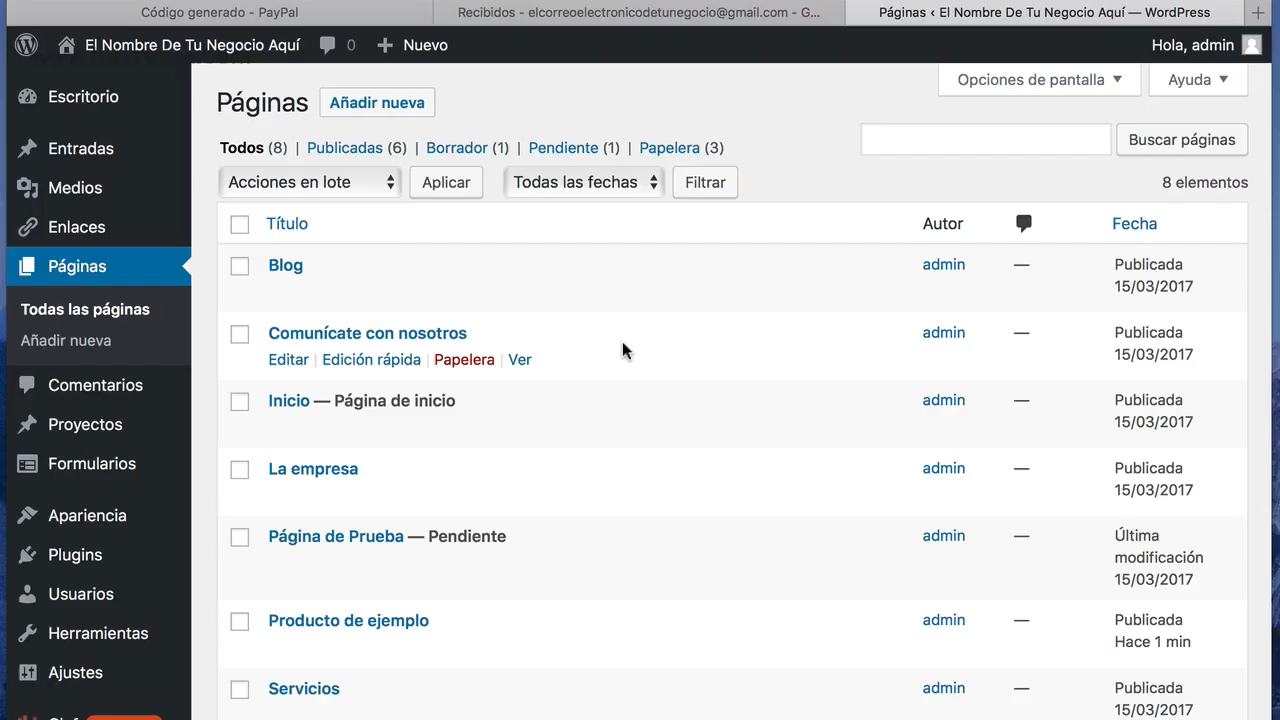 Código generado - PayPal
Recibidos - elcorreoelectronicodetunegocio@gmail.com - G...
Páginas ‹ El Nombre De Tu Negocio Aquí — WordPress
El Nombre De Tu Negocio Aquí
0
Nuevo
Hola, admin
Escritorio
Entradas
Medios
Enlaces
Páginas
Todas las páginas
Añadir nueva
Comentarios
Proyectos
Formularios
Apariencia
Plugins
Usuarios
Herramientas
Ajustes
Opciones de pantalla
Ayuda
Páginas
Añadir nueva
Todos (8) | Publicadas (6) | Borrador (1) | Pendiente (1) | Papelera (3)
Buscar páginas
Acciones en lote
Aplicar
Todas las fechas
Filtrar
8 elementos
Título
Autor
Fecha
Blog
admin
—
Publicada
15/03/2017
Comunícate con nosotros
Editar | Edición rápida | Papelera | Ver
admin
—
Publicada
15/03/2017
Inicio — Página de inicio
admin
—
Publicada
15/03/2017
La empresa
admin
—
Publicada
15/03/2017
Página de Prueba — Pendiente
admin
—
Última
modificación
15/03/2017
Producto de ejemplo
admin
—
Publicada
Hace 1 min
Servicios
admin
—
Publicada
15/03/2017